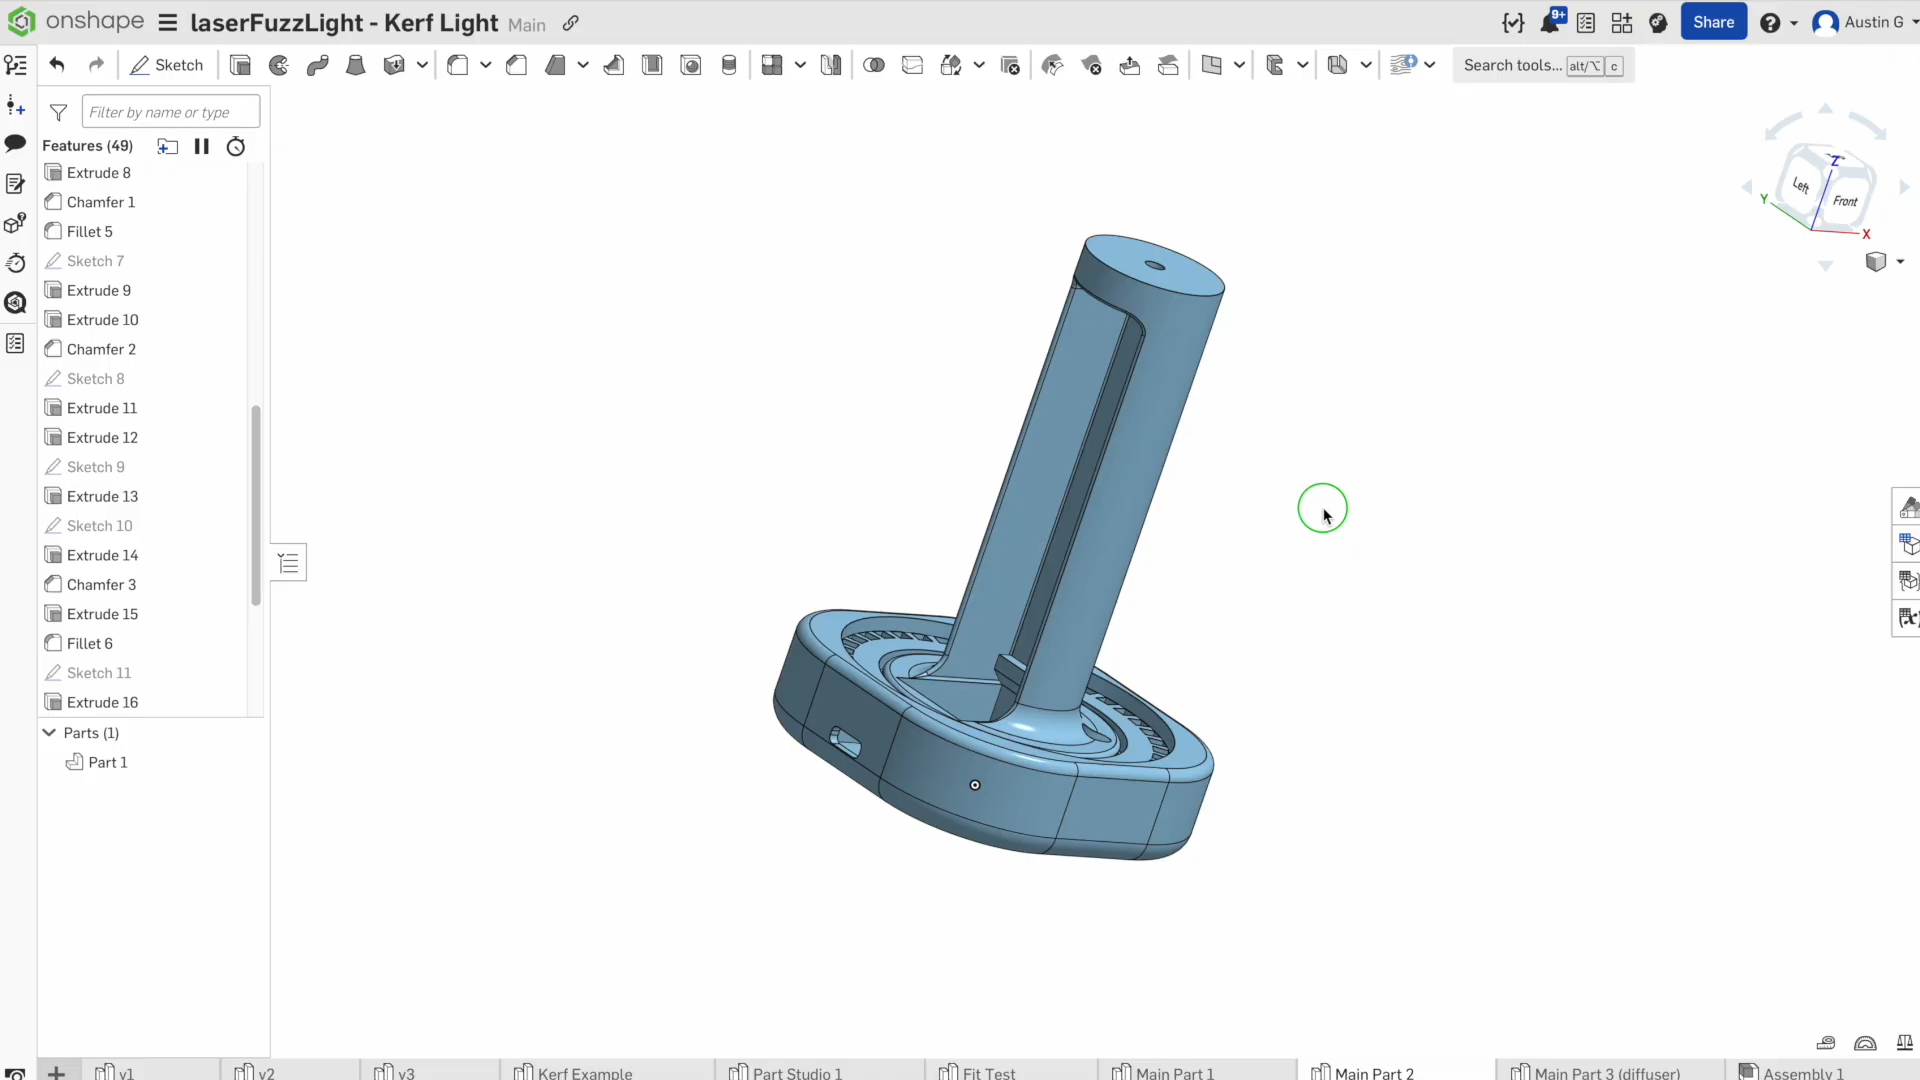 onshape laserFuzzLight - Kerf Light Main
9+
Share
Austin G
Sketch
Search tools... alt/⌥ c
Filter by name or type
Features (49)
Extrude 8
Chamfer 1
Fillet 5
Sketch 7
Extrude 9
Extrude 10
Chamfer 2
Sketch 8
Extrude 11
Extrude 12
Sketch 9
Extrude 13
Sketch 10
Extrude 14
Chamfer 3
Extrude 15
Fillet 6
Sketch 11
Extrude 16
Parts (1)
Part 1
Z
Left
Front
Y
X
v1
v2
v3
Kerf Example
Part Studio 1
Fit Test
Main Part 1
Main Part 2
Main Part 3 (diffuser)
Assembly 1